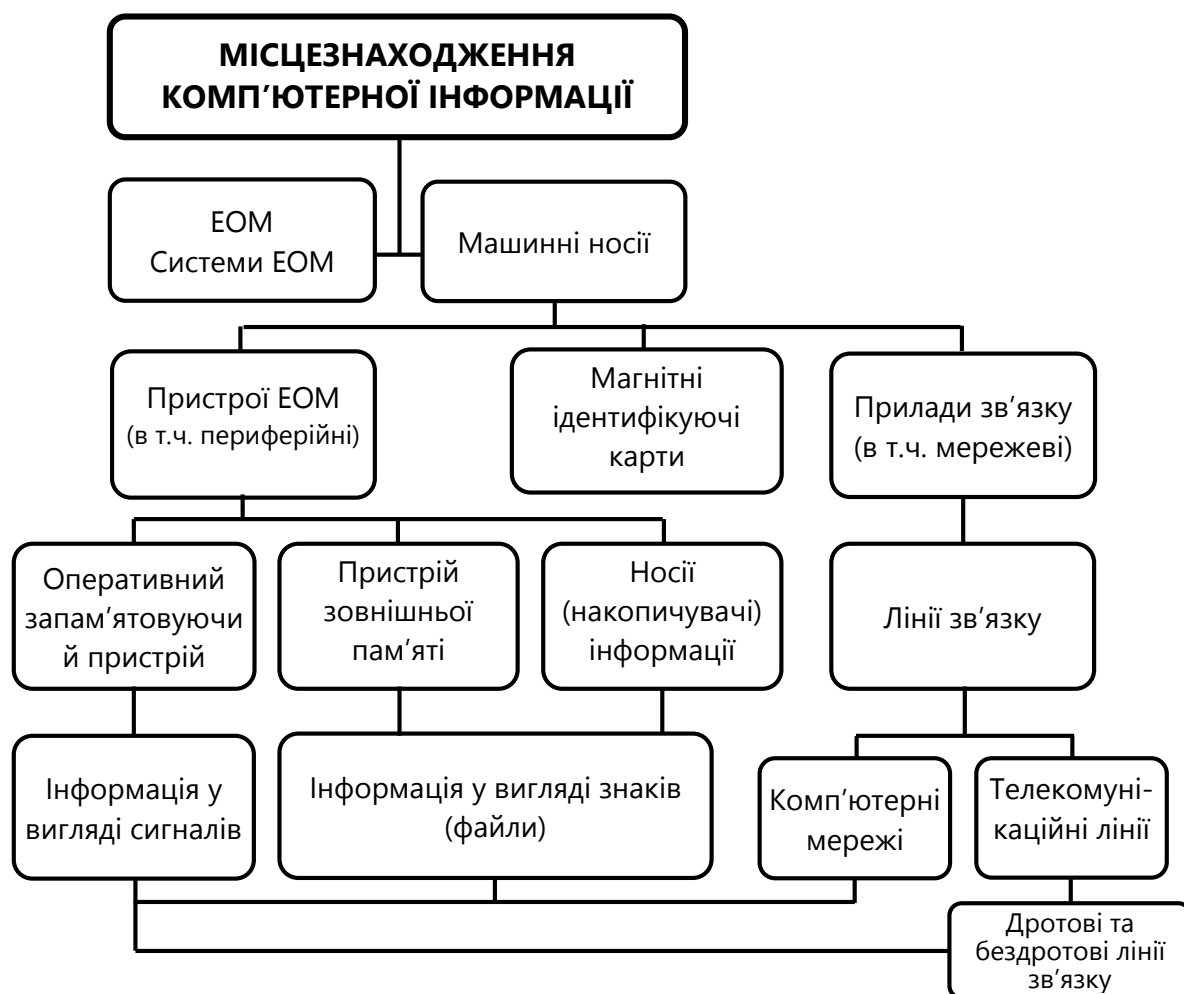 МІСЦЕЗНАХОДЖЕННЯ
КОМП’ЮТЕРНОЇ ІНФОРМАЦІЇ
ЕОМ
Системи ЕОМ
Машинні носії
Пристрої ЕОМ
(в т.ч. периферійні)
Магнітні
ідентифікуючі
карти
Прилади зв’язку
(в т.ч. мережеві)
Оперативний
запам’ятовуючи
й пристрій
Пристрій
зовнішньої
пам’яті
Носії
(накопичувачі)
інформації
Лінії зв’язку
Інформація у
вигляді сигналів
Інформація у вигляді знаків
(файли)
Комп’ютерні
мережі
Телекомуні-
каційні лінії
Дротові та
бездротові лінії
зв’язку